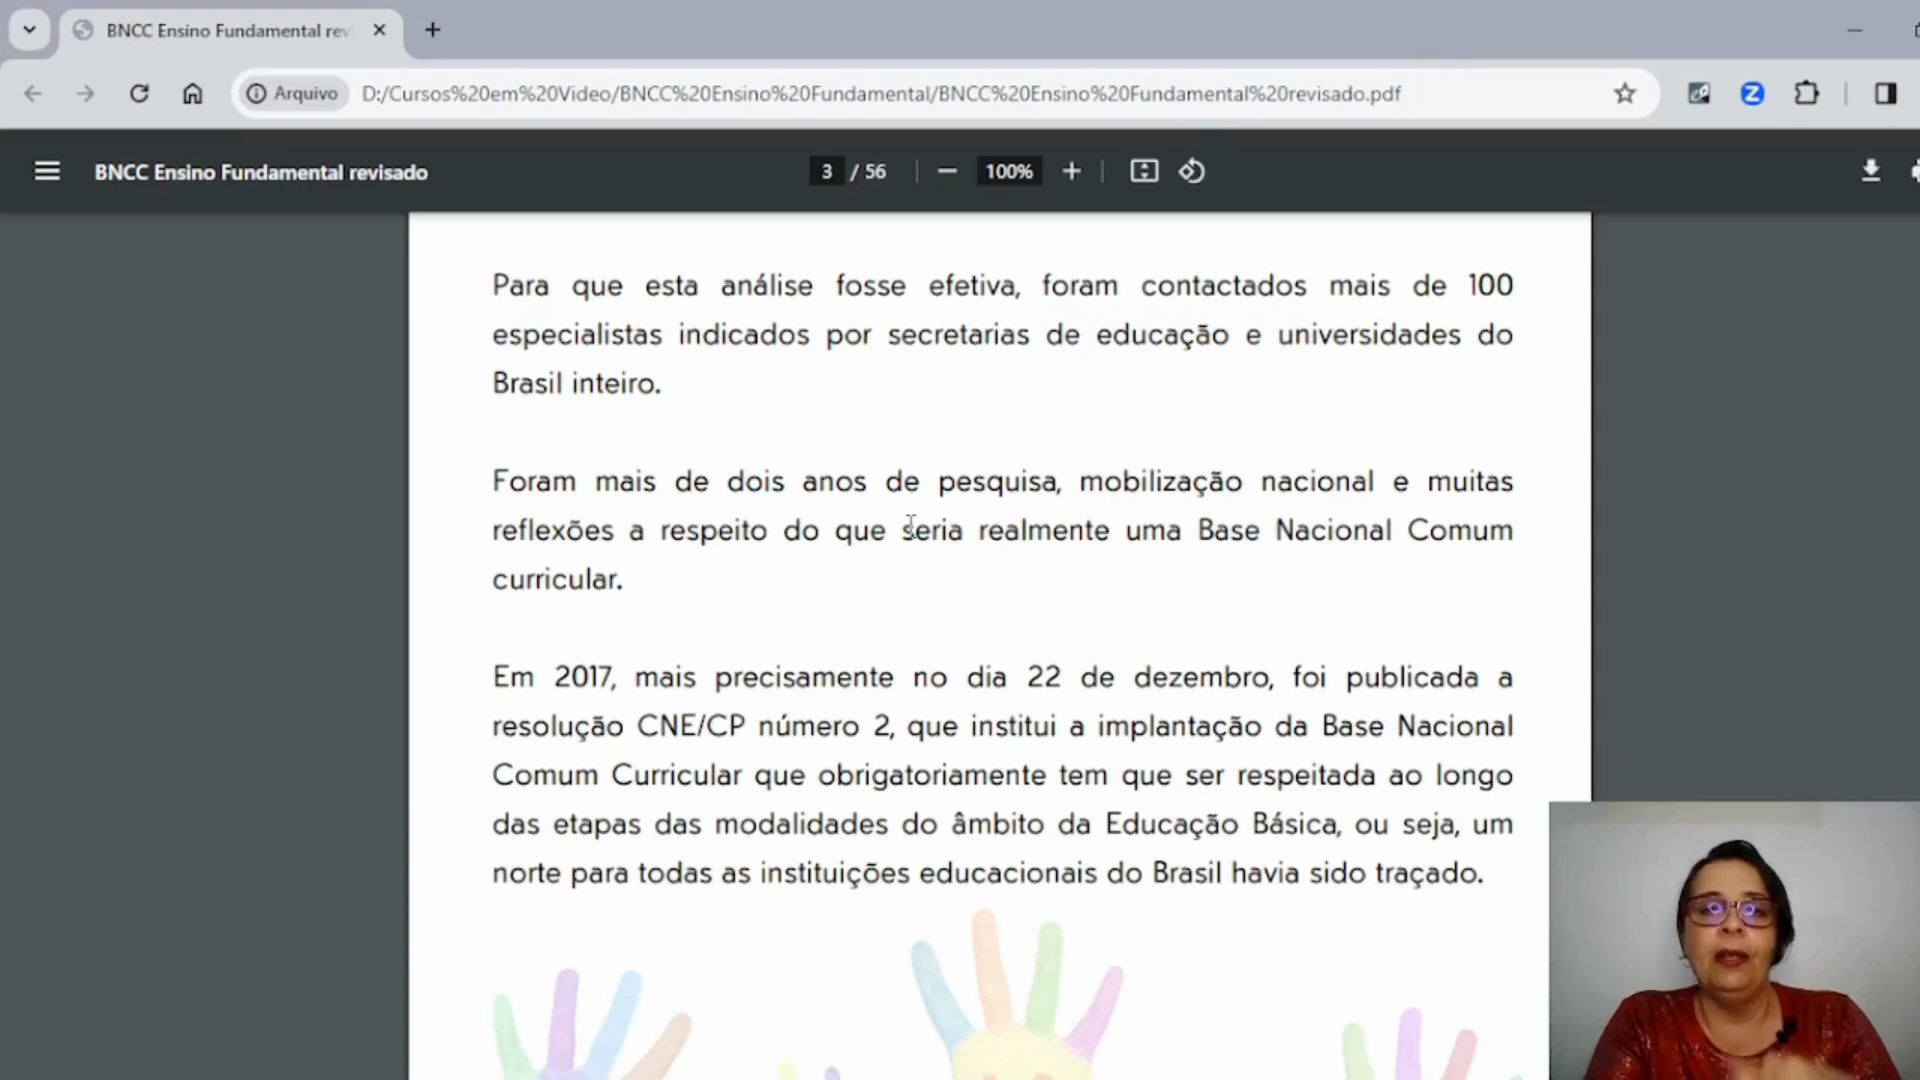 BNCC Ensino Fundamental rev
Arquivo
D:/Cursos%20em%20Video/BNCC%20Ensino%20Fundamental/BNCC%20Ensino%20Fundamental%20revisado.pdf
BNCC Ensino Fundamental revisado
3 / 56
100%
Para que esta análise fosse efetiva, foram contactados mais de 100
especialistas indicados por secretarias de educação e universidades do
Brasil inteiro.
Foram mais de dois anos de pesquisa, mobilização nacional e muitas
reflexões a respeito do que seria realmente uma Base Nacional Comum
curricular.
Em 2017, mais precisamente no dia 22 de dezembro, foi publicada a
resolução CNE/CP número 2, que institui a implantação da Base Nacional
Comum Curricular que obrigatoriamente tem que ser respeitada ao longo
das etapas das modalidades do âmbito da Educação Básica, ou seja, um
norte para todas as instituições educacionais do Brasil havia sido traçado.